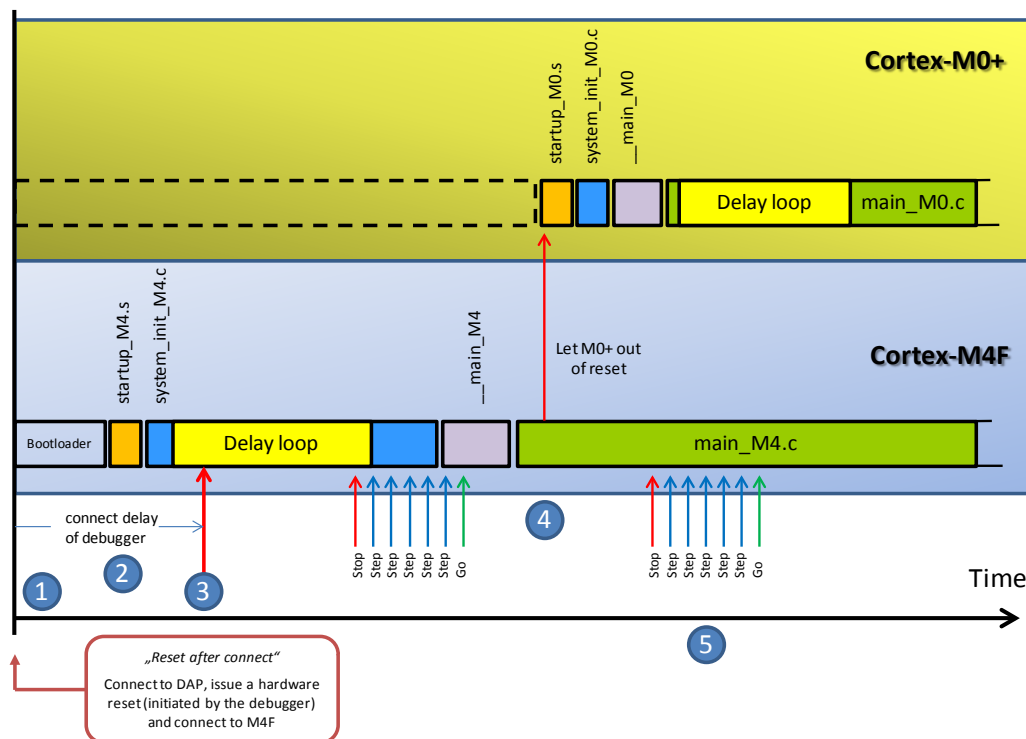 Cortex-M0+
startup_M0.s
system_init_M0.c
__main_M0
Delay loop
main_M0.c
startup_M4.s
system_init_M4.c
__main_M4
Let M0+ out
of reset
Cortex-M4F
Bootloader
Delay loop
main_M4.c
connect delay
of debugger
Stop
Step
Step
Step
Step
Step
Go
Stop
Step
Step
Step
Step
Step
Go
1
2
3
4
5
Time
„Reset after connect“
Connect to DAP, issue a hardware
reset (initiated by the debugger)
and connect to M4F